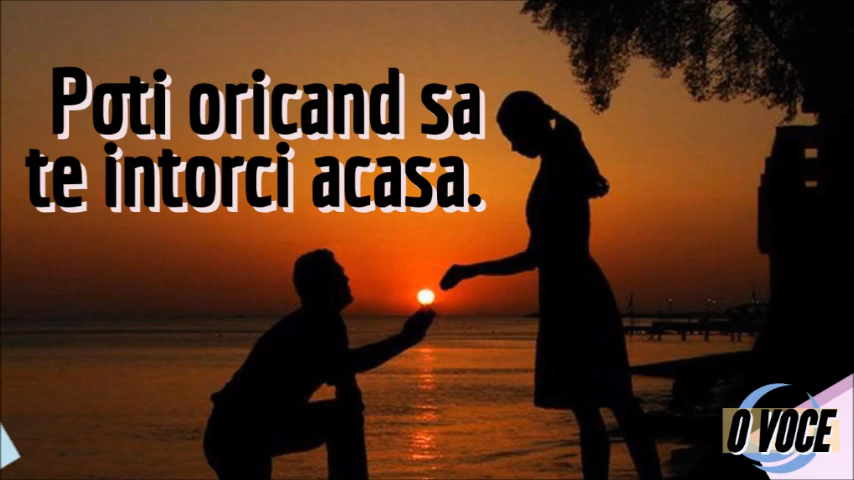 Poti oricand sa
te intorci acasa.
O VOCE